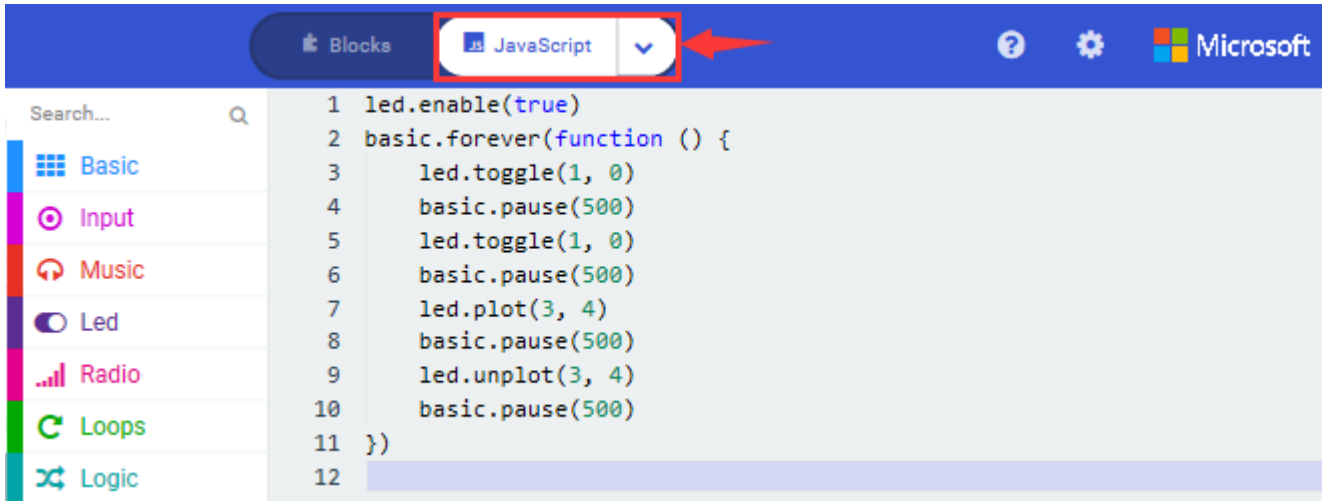 Blocks JS JavaScript Microsoft
Search...
Basic
Input
Music
Led
Radio
Loops
Logic
1 led.enable(true)
2 basic.forever(function () {
3     led.toggle(1, 0)
4     basic.pause(500)
5     led.toggle(1, 0)
6     basic.pause(500)
7     led.plot(3, 4)
8     basic.pause(500)
9     led.unplot(3, 4)
10     basic.pause(500)
11 })
12